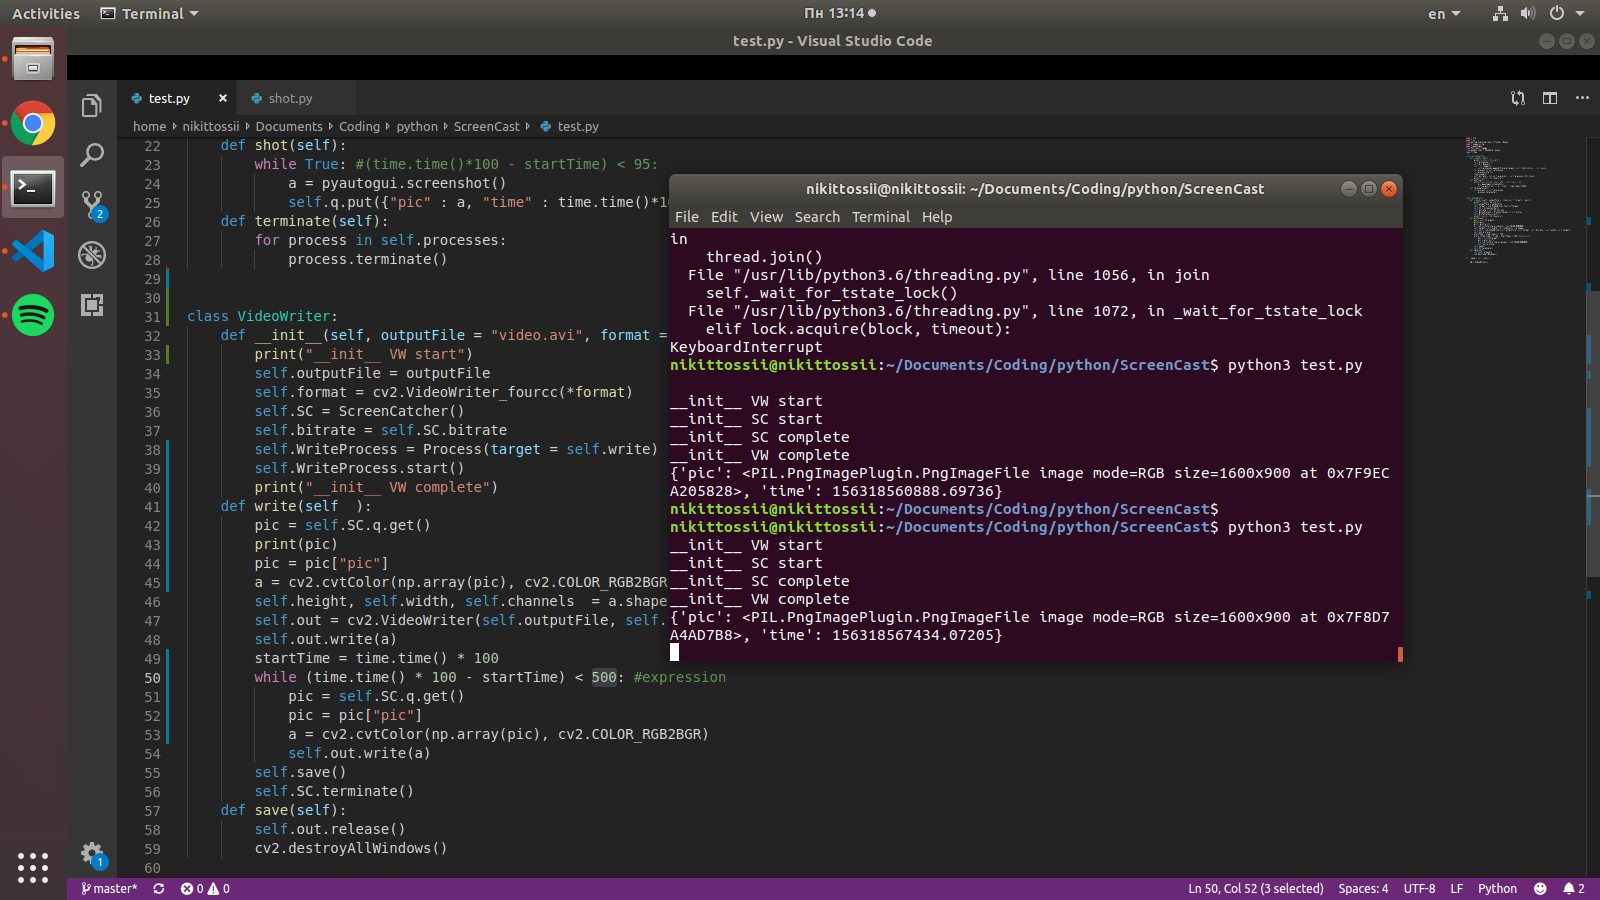 Activities Terminal Пн 13:14 en
test.py - Visual Studio Code
test.py shot.py
home nikittossii Documents Coding python ScreenCast test.py
22 def shot(self):
23 while True: #(time.time()*100 - startTime) < 95:
24 a = pyautogui.screenshot()
25 self.q.put({"pic" : a, "time" : time.time()*1
26 def terminate(self):
27 for process in self.processes:
28 process.terminate()
29
30
31 class VideoWriter:
32 def __init__(self, outputFile = "video.avi", format =
33 print("__init__ VW start")
34 self.outputFile = outputFile
35 self.format = cv2.VideoWriter_fourcc(*format)
36 self.SC = ScreenCatcher()
37 self.bitrate = self.SC.bitrate
38 self.WriteProcess = Process(target = self.write)
39 self.WriteProcess.start()
40 print("__init__ VW complete")
41 def write(self  ):
42 pic = self.SC.q.get()
43 print(pic)
44 pic = pic["pic"]
45 a = cv2.cvtColor(np.array(pic), cv2.COLOR_RGB2BGR
46 self.height, self.width, self.channels  = a.shape
47 self.out = cv2.VideoWriter(self.outputFile, self.
48 self.out.write(a)
49 startTime = time.time() * 100
50 while (time.time() * 100 - startTime) < 500: #expression
51 pic = self.SC.q.get()
52 pic = pic["pic"]
53 a = cv2.cvtColor(np.array(pic), cv2.COLOR_RGB2BGR)
54 self.out.write(a)
55 self.save()
56 self.SC.terminate()
57 def save(self):
58 self.out.release()
59 cv2.destroyAllWindows()
60
nikittossii@nikittossii: ~/Documents/Coding/python/ScreenCast
File Edit View Search Terminal Help
in
thread.join()
File "/usr/lib/python3.6/threading.py", line 1056, in join
self._wait_for_tstate_lock()
File "/usr/lib/python3.6/threading.py", line 1072, in _wait_for_tstate_lock
elif lock.acquire(block, timeout):
KeyboardInterrupt
nikittossii@nikittossii:~/Documents/Coding/python/ScreenCast$ python3 test.py
__init__ VW start
__init__ SC start
__init__ SC complete
__init__ VW complete
{'pic': <PIL.PngImagePlugin.PngImageFile image mode=RGB size=1600x900 at 0x7F9EC
A205828>, 'time': 156318560888.69736}
nikittossii@nikittossii:~/Documents/Coding/python/ScreenCast$
nikittossii@nikittossii:~/Documents/Coding/python/ScreenCast$ python3 test.py
__init__ VW start
__init__ SC start
__init__ SC complete
__init__ VW complete
{'pic': <PIL.PngImagePlugin.PngImageFile image mode=RGB size=1600x900 at 0x7F8D7
A4AD7B8>, 'time': 156318567434.07205}
2
1
master* 0 0 Ln 50, Col 52 (3 selected) Spaces: 4 UTF-8 LF Python 2